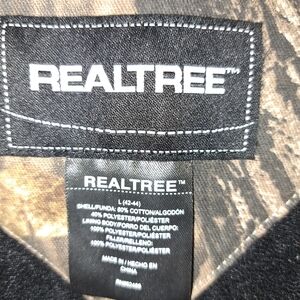 REALTREE™
REALTREE™
L (42-44)
SHELL/FUNDA: 60% COTTON/ALGODÓN
40% POLYESTER/POLIÉSTER
LINING BODY/FORRO DEL CUERPO:
100% POLYESTER/POLIÉSTER
FILLER/RELLENO:
100% POLYESTER/POLIÉSTER
MADE IN / HECHO EN
CHINA